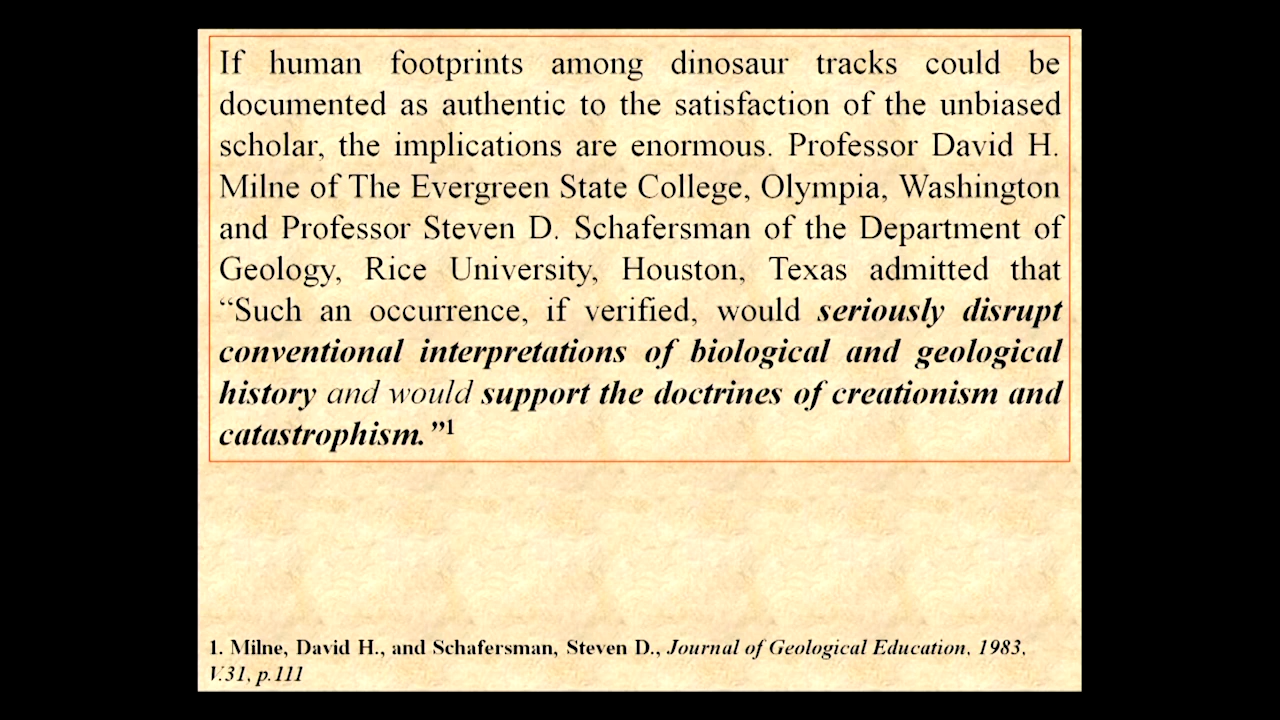 If human footprints among dinosaur tracks could be
documented as authentic to the satisfaction of the unbiased
scholar, the implications are enormous. Professor David H.
Milne of The Evergreen State College, Olympia, Washington
and Professor Steven D. Schafersman of the Department of
Geology, Rice University, Houston, Texas admitted that
“Such an occurrence, if verified, would seriously disrupt
conventional interpretations of biological and geological
history and would support the doctrines of creationism and
catastrophism.”1
1. Milne, David H., and Schafersman, Steven D., Journal of Geological Education, 1983,
V.31, p.111